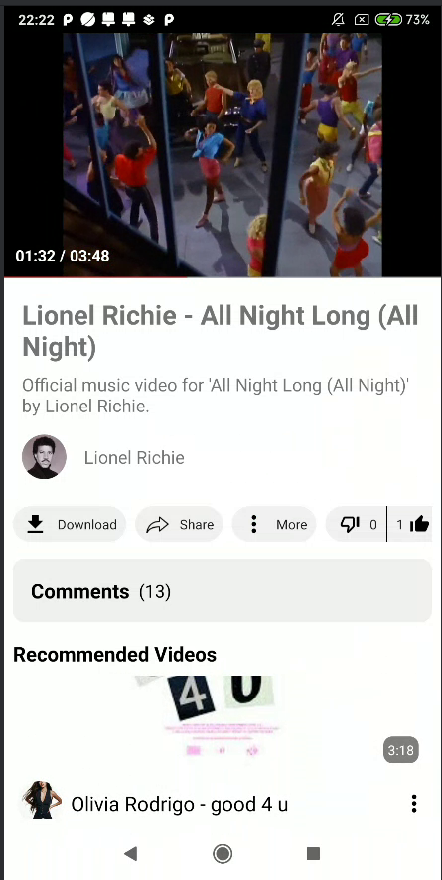 22:22
73%
01:32 / 03:48
Lionel Richie - All Night Long (All
Night)
Official music video for 'All Night Long (All Night)'
by Lionel Richie.
Lionel Richie
Download
Share
More
0
1
Comments (13)
Recommended Videos
4 U
3:18
Olivia Rodrigo - good 4 u